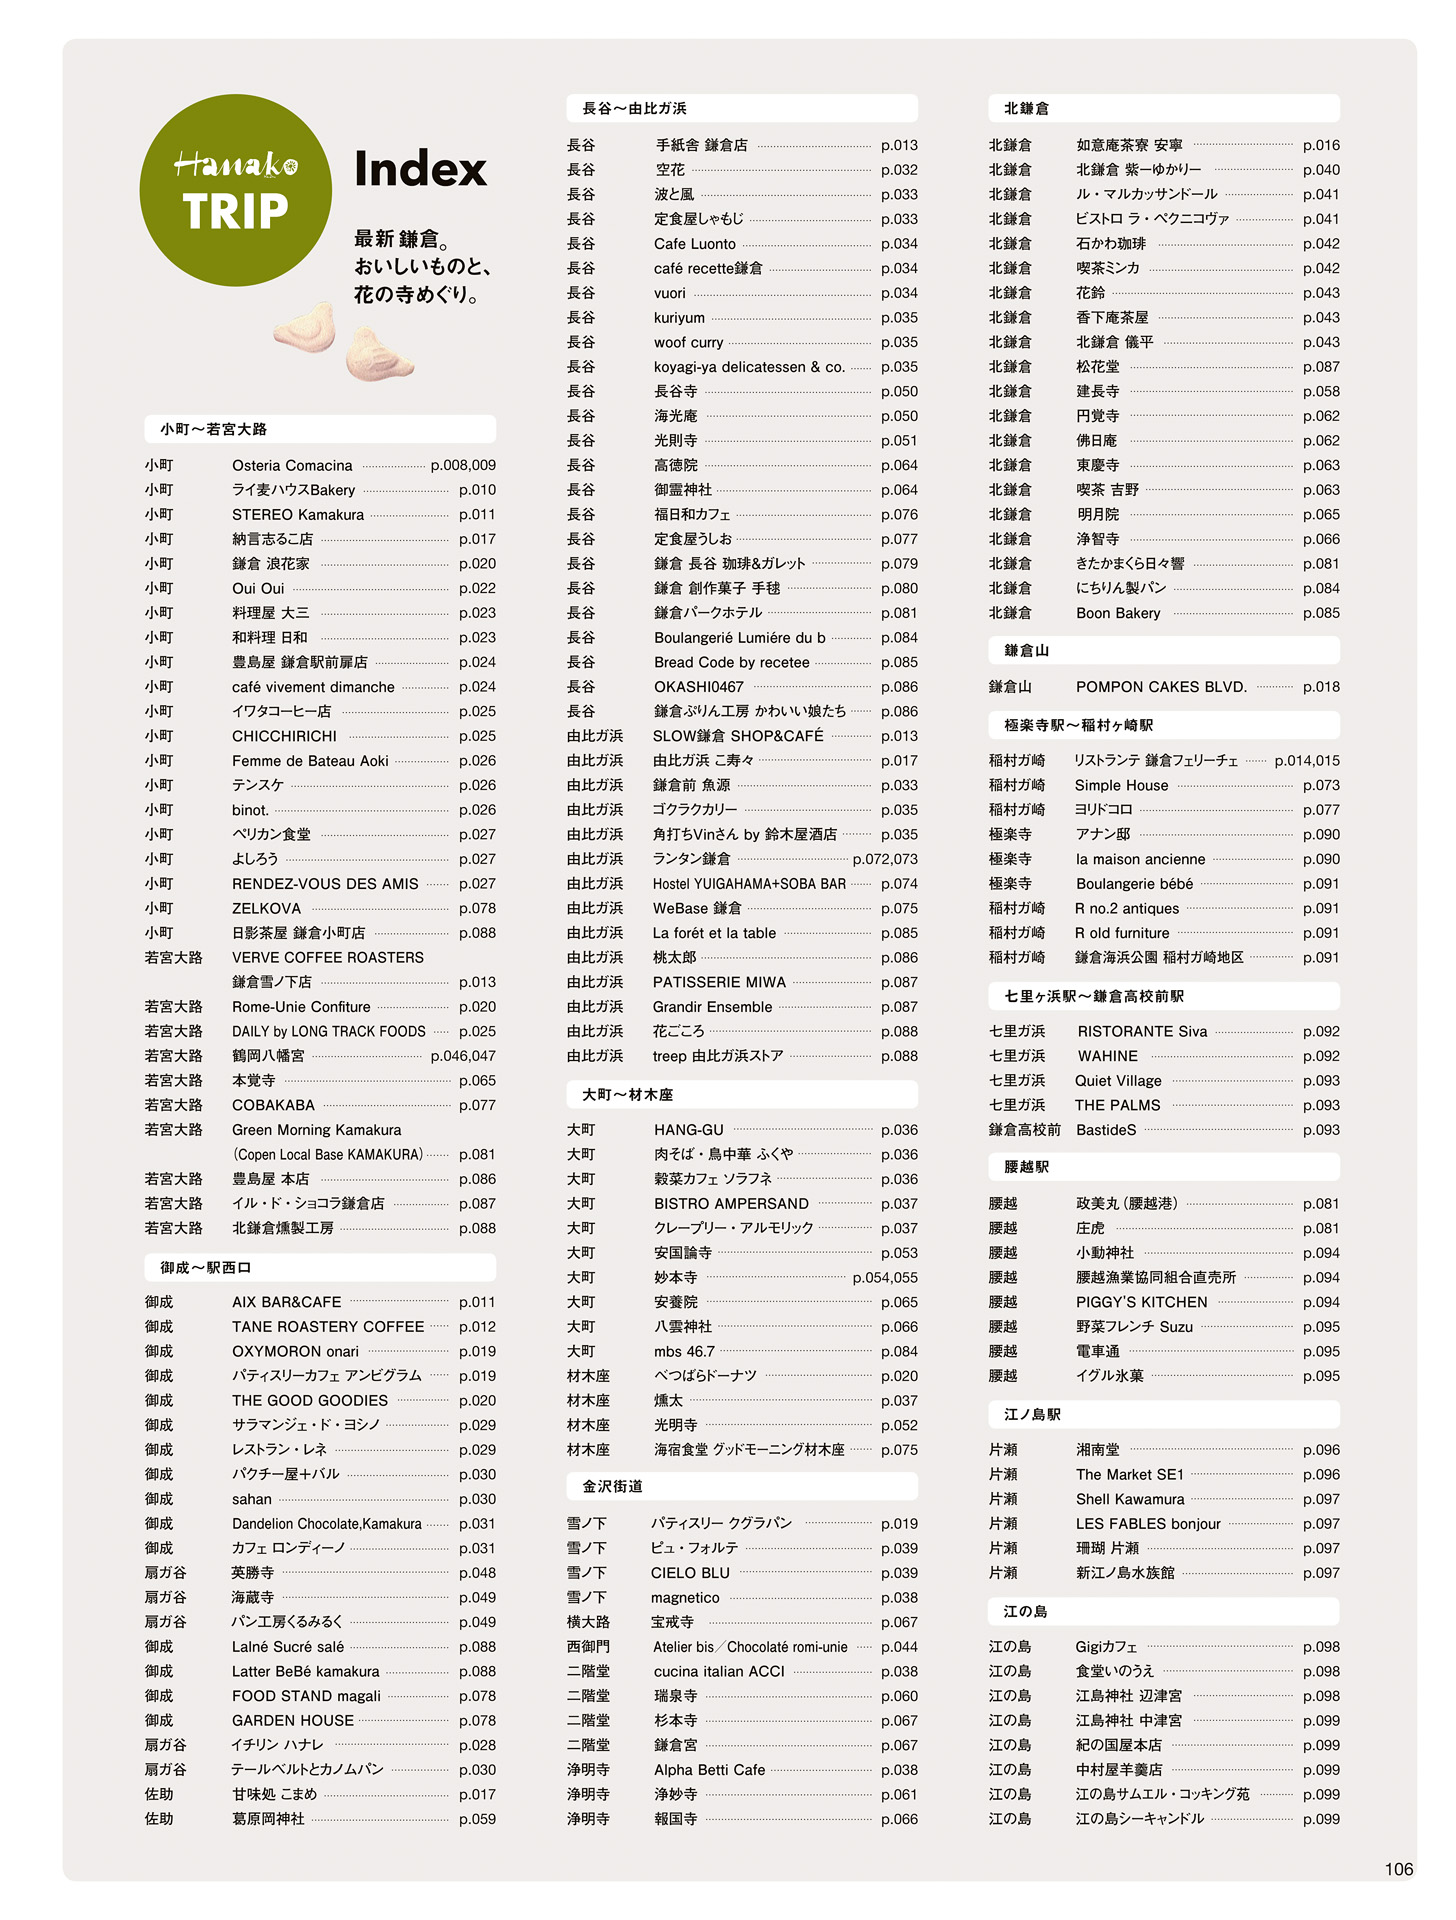 Hanako
TRIP
Index
最新 鎌倉。
おいしいものと、
花の寺めぐり。
小町〜若宮大路
小町 Osteria Comacina p.008,009
小町 ライ麦ハウスBakery p.010
小町 STEREO Kamakura p.011
小町 納言志るこ店 p.017
小町 鎌倉 浪花家 p.020
小町 Oui Oui p.022
小町 料理屋 大三 p.023
小町 和料理 日和 p.023
小町 豊島屋 鎌倉駅前扉店 p.024
小町 café vivement dimanche p.024
小町 イワタコーヒー店 p.025
小町 CHICCHIRICHI p.025
小町 Femme de Bateau Aoki p.026
小町 テンスケ p.026
小町 binot. p.026
小町 ペリカン食堂 p.027
小町 よしろう p.027
小町 RENDEZ-VOUS DES AMIS p.027
小町 ZELKOVA p.078
小町 日影茶屋 鎌倉小町店 p.088
若宮大路 VERVE COFFEE ROASTERS
鎌倉雪ノ下店 p.013
若宮大路 Rome-Unie Confiture p.020
若宮大路 DAILY by LONG TRACK FOODS p.025
若宮大路 鶴岡八幡宮 p.046,047
若宮大路 本覚寺 p.065
若宮大路 COBAKABA p.077
若宮大路 Green Morning Kamakura
（Copen Local Base KAMAKURA） p.081
若宮大路 豊島屋 本店 p.086
若宮大路 イル・ド・ショコラ鎌倉店 p.087
若宮大路 北鎌倉燻製工房 p.088
御成〜駅西口
御成 AIX BAR&CAFE p.011
御成 TANE ROASTERY COFFEE p.012
御成 OXYMORON onari p.019
御成 パティスリーカフェ アンビグラム p.019
御成 THE GOOD GOODIES p.020
御成 サラマンジェ・ド・ヨシノ p.029
御成 レストラン・レネ p.029
御成 パクチー屋＋バル p.030
御成 sahan p.030
御成 Dandelion Chocolate,Kamakura p.031
御成 カフェ ロンディーノ p.031
扇ガ谷 英勝寺 p.048
扇ガ谷 海蔵寺 p.049
扇ガ谷 パン工房くるみるく p.049
御成 Lalné Sucré salé p.088
御成 Latter BeBé kamakura p.088
御成 FOOD STAND magali p.078
御成 GARDEN HOUSE p.078
扇ガ谷 イチリン ハナレ p.028
扇ガ谷 テールベルトとカノムパン p.030
佐助 甘味処 こまめ p.017
佐助 葛原岡神社 p.059
長谷〜由比ガ浜
長谷 手紙舎 鎌倉店 p.013
長谷 空花 p.032
長谷 波と風 p.033
長谷 定食屋しゃもじ p.033
長谷 Cafe Luonto p.034
長谷 café recette鎌倉 p.034
長谷 vuori p.034
長谷 kuriyum p.035
長谷 woof curry p.035
長谷 koyagi-ya delicatessen & co. p.035
長谷 長谷寺 p.050
長谷 海光庵 p.050
長谷 光則寺 p.051
長谷 高徳院 p.064
長谷 御霊神社 p.064
長谷 福日和カフェ p.076
長谷 定食屋うしお p.077
長谷 鎌倉 長谷 珈琲&ガレット p.079
長谷 鎌倉 創作菓子 手毬 p.080
長谷 鎌倉パークホテル p.081
長谷 Boulangerié Lumiére du b p.084
長谷 Bread Code by recetee p.085
長谷 OKASHI0467 p.086
長谷 鎌倉ぷりん工房 かわいい娘たち p.086
由比ガ浜 SLOW鎌倉 SHOP&CAFÉ p.013
由比ガ浜 由比ガ浜 こ寿々 p.017
由比ガ浜 鎌倉前 魚源 p.033
由比ガ浜 ゴクラクカリー p.035
由比ガ浜 角打ちVinさん by 鈴木屋酒店 p.035
由比ガ浜 ランタン鎌倉 p.072,073
由比ガ浜 Hostel YUIGAHAMA+SOBA BAR p.074
由比ガ浜 WeBase 鎌倉 p.075
由比ガ浜 La forét et la table p.085
由比ガ浜 桃太郎 p.086
由比ガ浜 PATISSERIE MIWA p.087
由比ガ浜 Grandir Ensemble p.087
由比ガ浜 花ごころ p.088
由比ガ浜 treep 由比ガ浜ストア p.088
大町〜材木座
大町 HANG-GU p.036
大町 肉そば・鳥中華 ふくや p.036
大町 穀菜カフェ ソラフネ p.036
大町 BISTRO AMPERSAND p.037
大町 クレープリー・アルモリック p.037
大町 安国論寺 p.053
大町 妙本寺 p.054,055
大町 安養院 p.065
大町 八雲神社 p.066
大町 mbs 46.7 p.084
材木座 べつばらドーナツ p.020
材木座 燻太 p.037
材木座 光明寺 p.052
材木座 海宿食堂 グッドモーニング材木座 p.075
金沢街道
雪ノ下 パティスリー クグラパン p.019
雪ノ下 ピュ・フォルテ p.039
雪ノ下 CIELO BLU p.039
雪ノ下 magnetico p.038
横大路 宝戒寺 p.067
西御門 Atelier bis／Chocolaté romi-unie p.044
二階堂 cucina italian ACCI p.038
二階堂 瑞泉寺 p.060
二階堂 杉本寺 p.067
二階堂 鎌倉宮 p.067
浄明寺 Alpha Betti Cafe p.038
浄明寺 浄妙寺 p.061
浄明寺 報国寺 p.066
北鎌倉
北鎌倉 如意庵茶寮 安寧 p.016
北鎌倉 北鎌倉 紫ーゆかりー p.040
北鎌倉 ル・マルカッサンドール p.041
北鎌倉 ビストロ ラ・ペクニコヴァ p.041
北鎌倉 石かわ珈琲 p.042
北鎌倉 喫茶ミンカ p.042
北鎌倉 花鈴 p.043
北鎌倉 香下庵茶屋 p.043
北鎌倉 北鎌倉 儀平 p.043
北鎌倉 松花堂 p.087
北鎌倉 建長寺 p.058
北鎌倉 円覚寺 p.062
北鎌倉 佛日庵 p.062
北鎌倉 東慶寺 p.063
北鎌倉 喫茶 吉野 p.063
北鎌倉 明月院 p.065
北鎌倉 浄智寺 p.066
北鎌倉 きたかまくら日々響 p.081
北鎌倉 にちりん製パン p.084
北鎌倉 Boon Bakery p.085
鎌倉山
鎌倉山 POMPON CAKES BLVD. p.018
極楽寺駅〜稲村ヶ崎駅
稲村ガ崎 リストランテ 鎌倉フェリーチェ p.014,015
稲村ガ崎 Simple House p.073
稲村ガ崎 ヨリドコロ p.077
極楽寺 アナン邸 p.090
極楽寺 la maison ancienne p.090
極楽寺 Boulangerie bébé p.091
稲村ガ崎 R no.2 antiques p.091
稲村ガ崎 R old furniture p.091
稲村ガ崎 鎌倉海浜公園 稲村ガ崎地区 p.091
七里ヶ浜駅〜鎌倉高校前駅
七里ガ浜 RISTORANTE Siva p.092
七里ガ浜 WAHINE p.092
七里ガ浜 Quiet Village p.093
七里ガ浜 THE PALMS p.093
鎌倉高校前 BastideS p.093
腰越駅
腰越 政美丸（腰越港） p.081
腰越 庄虎 p.081
腰越 小動神社 p.094
腰越 腰越漁業協同組合直売所 p.094
腰越 PIGGY'S KITCHEN p.094
腰越 野菜フレンチ Suzu p.095
腰越 電車通 p.095
腰越 イグル氷菓 p.095
江ノ島駅
片瀬 湘南堂 p.096
片瀬 The Market SE1 p.096
片瀬 Shell Kawamura p.097
片瀬 LES FABLES bonjour p.097
片瀬 珊瑚 片瀬 p.097
片瀬 新江ノ島水族館 p.097
江の島
江の島 Gigiカフェ p.098
江の島 食堂いのうえ p.098
江の島 江島神社 辺津宮 p.098
江の島 江島神社 中津宮 p.099
江の島 紀の国屋本店 p.099
江の島 中村屋羊羹店 p.099
江の島 江の島サムエル・コッキング苑 p.099
江の島 江の島シーキャンドル p.099
106